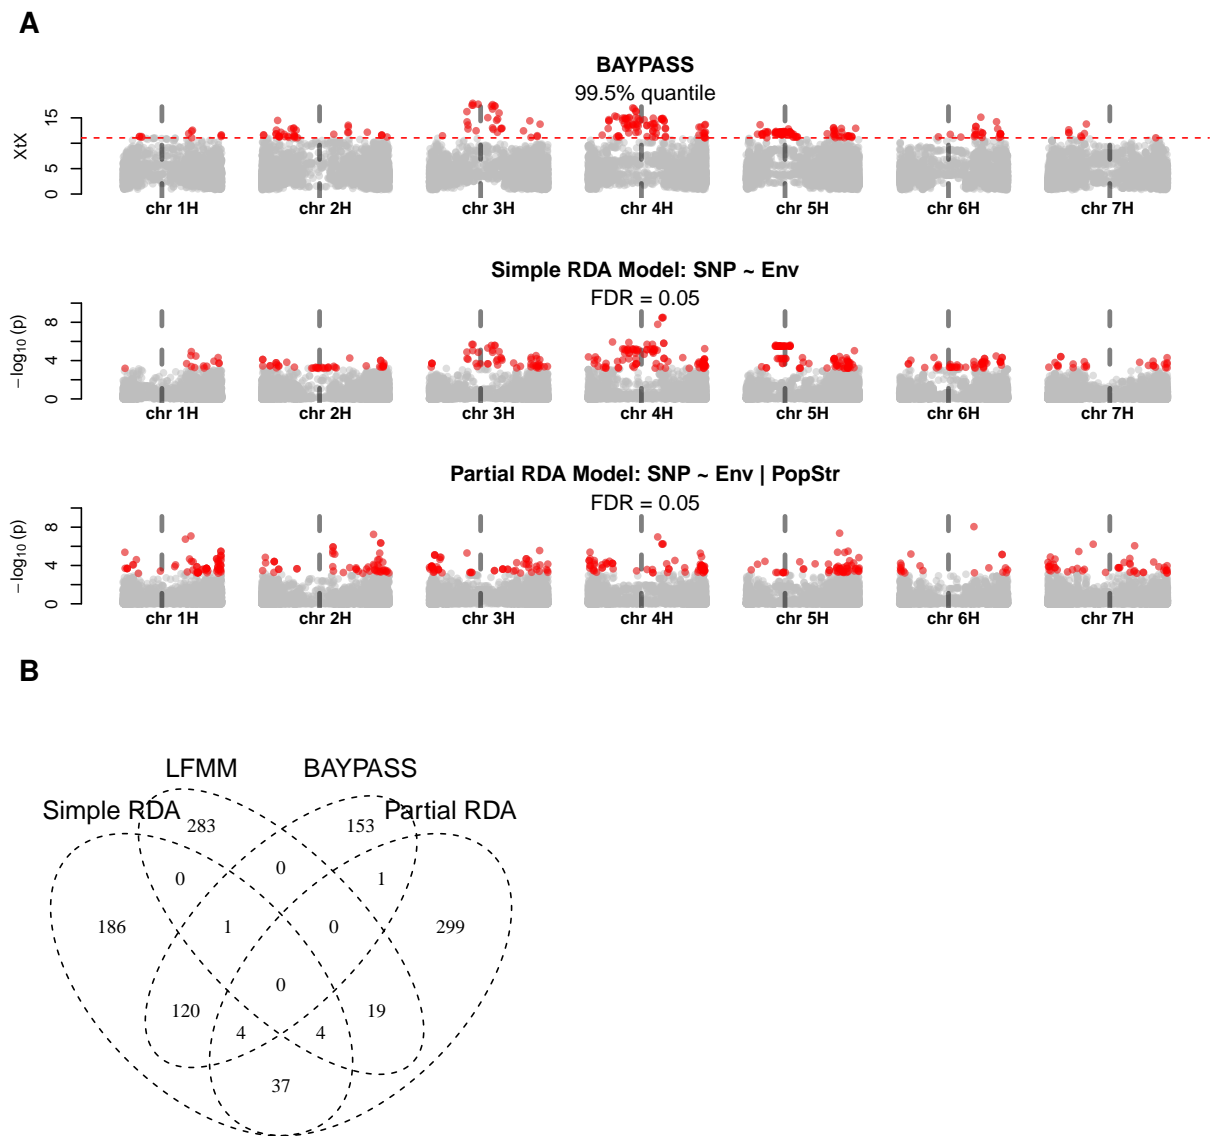 A
BAYPASS
99.5% quantile
XtX
0 5 15
chr 1H chr 2H chr 3H chr 4H chr 5H chr 6H chr 7H
Simple RDA Model: SNP ~ Env
FDR = 0.05
−log10 (p)
0 4 8
chr 1H chr 2H chr 3H chr 4H chr 5H chr 6H chr 7H
Partial RDA Model: SNP ~ Env | PopStr
FDR = 0.05
−log10 (p)
0 4 8
chr 1H chr 2H chr 3H chr 4H chr 5H chr 6H chr 7H
B
LFMM BAYPASS
Simple RDA Partial RDA
283 153
0
0 1
186 1 0 299
0
120 19
4 4
37